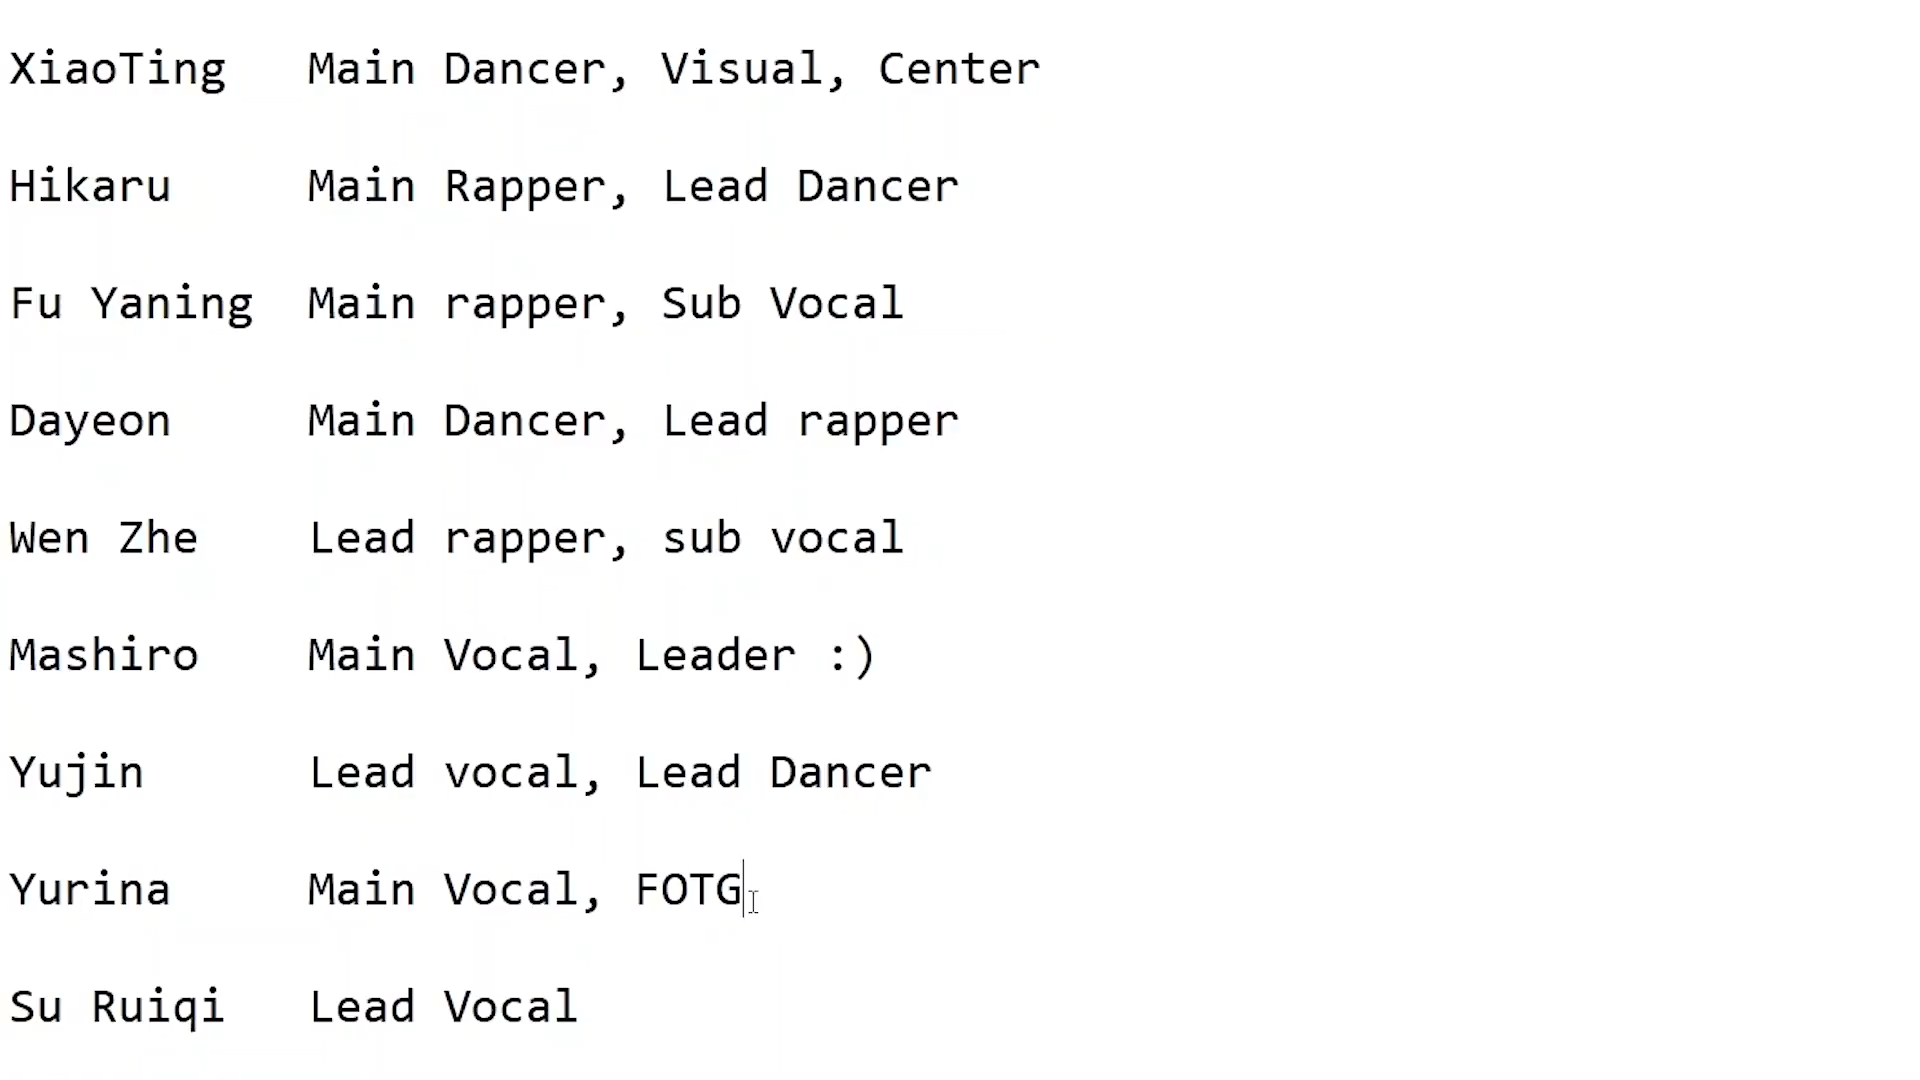 XiaoTing Main Dancer, Visual, Center
Hikaru Main Rapper, Lead Dancer
Fu Yaning Main rapper, Sub Vocal
Dayeon Main Dancer, Lead rapper
Wen Zhe Lead rapper, sub vocal
Mashiro Main Vocal, Leader :)
Yujin Lead vocal, Lead Dancer
Yurina Main Vocal, FOTG
Su Ruiqi Lead Vocal